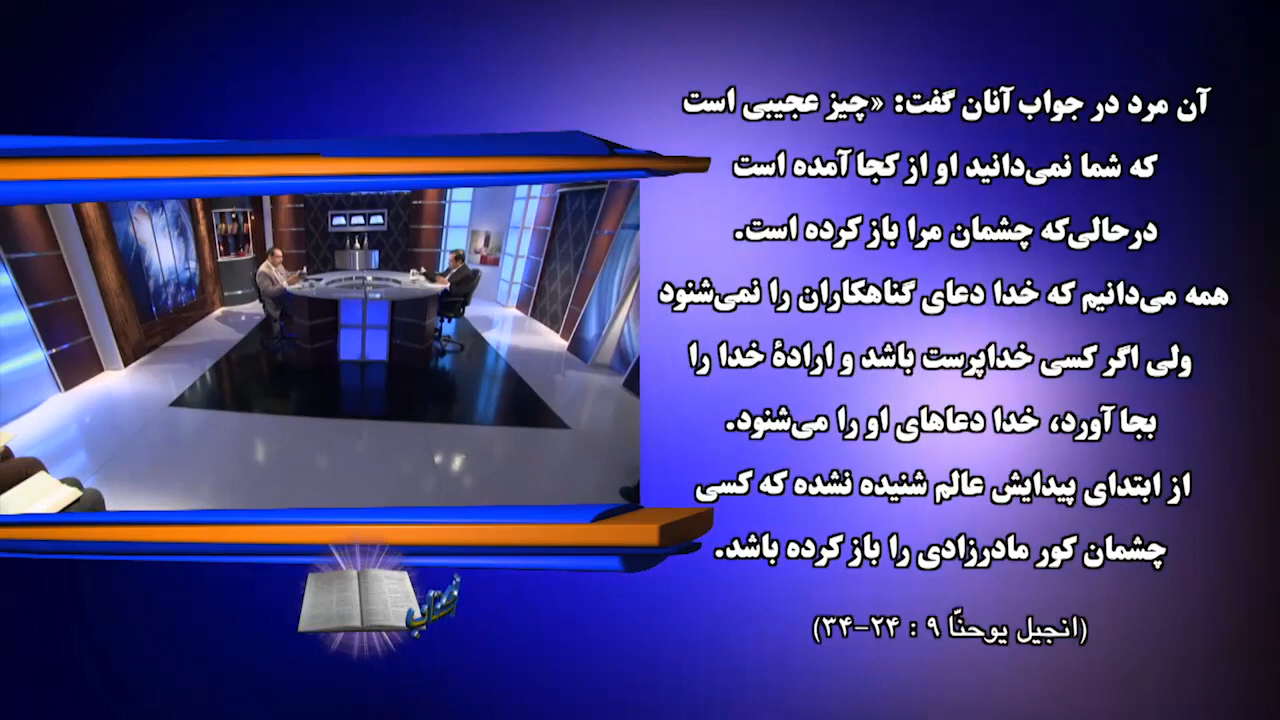 آن مرد در جواب آنان گفت: «چیز عجیبی است
که شما نمی‌دانید او از کجا آمده است
درحالی‌که چشمان مرا باز کرده است.
همه می‌دانیم که خدا دعای گناهکاران را نمی‌شنود
ولی اگر کسی خداپرست باشد و ارادهٔ خدا را
بجا آورد، خدا دعاهای او را می‌شنود.
از ابتدای پیدایش عالم شنیده نشده که کسی
چشمان کور مادرزادی را باز کرده باشد.
(انجیل یوحنّا ۹ : ۲۴-۳۴)
کتاب